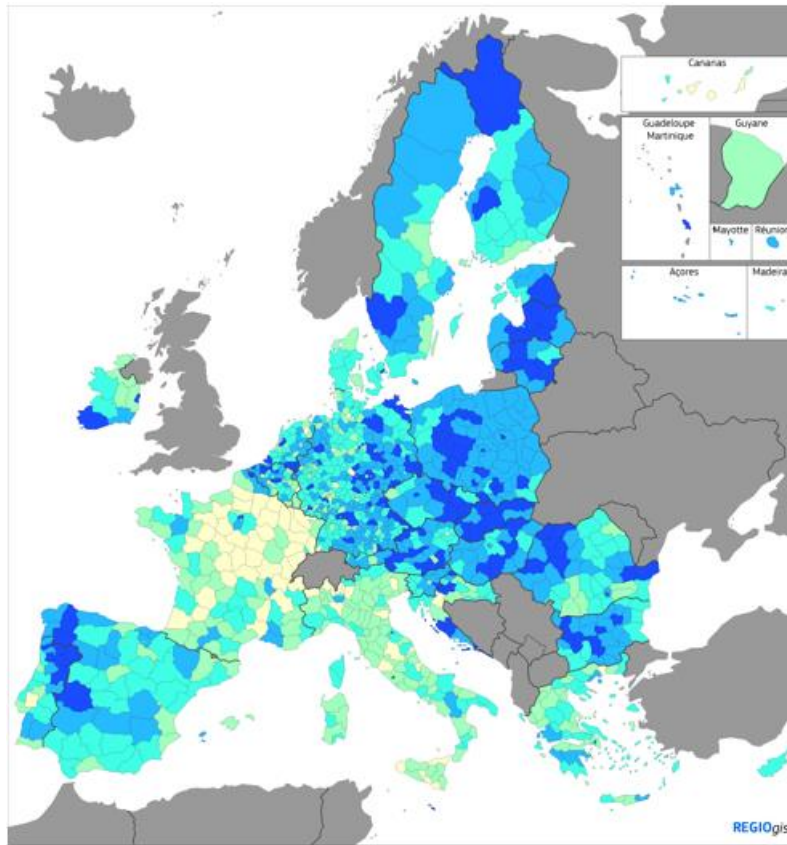 Canarias
Guadeloupe
Martinique
Guyane
Mayotte
Réunion
Açores
Madeira
REGIOgis